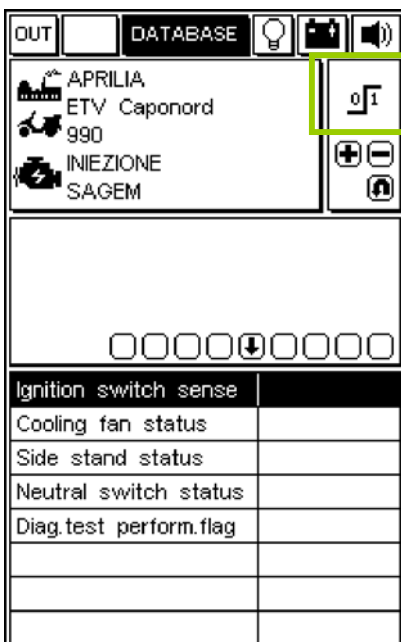 OUT DATABASE
APRILIA
ETV Caponord
990
INIEZIONE
SAGEM
0 1
Ignition switch sense
Cooling fan status
Side stand status
Neutral switch status
Diag.test perform.flag